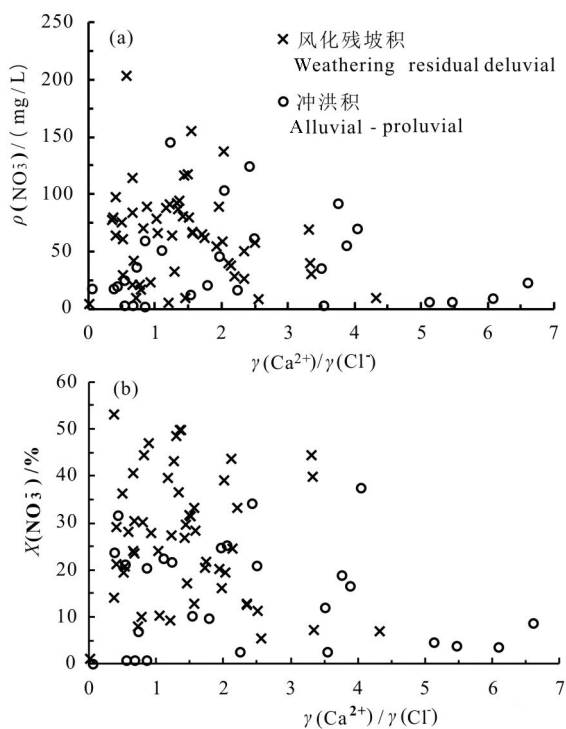 (a)
× 风化残坡积
Weathering residual deluvial
○ 冲洪积
Alluvial - proluvial
ρ(NO₃⁻)/(mg/L)
250
200
150
100
50
0
0 1 2 3 4 5 6 7
γ(Ca²⁺)/γ(Cl⁻)
(b)
X(NO₃⁻)/%
60
50
40
30
20
10
0
0 1 2 3 4 5 6 7
γ(Ca²⁺)/γ(Cl⁻)